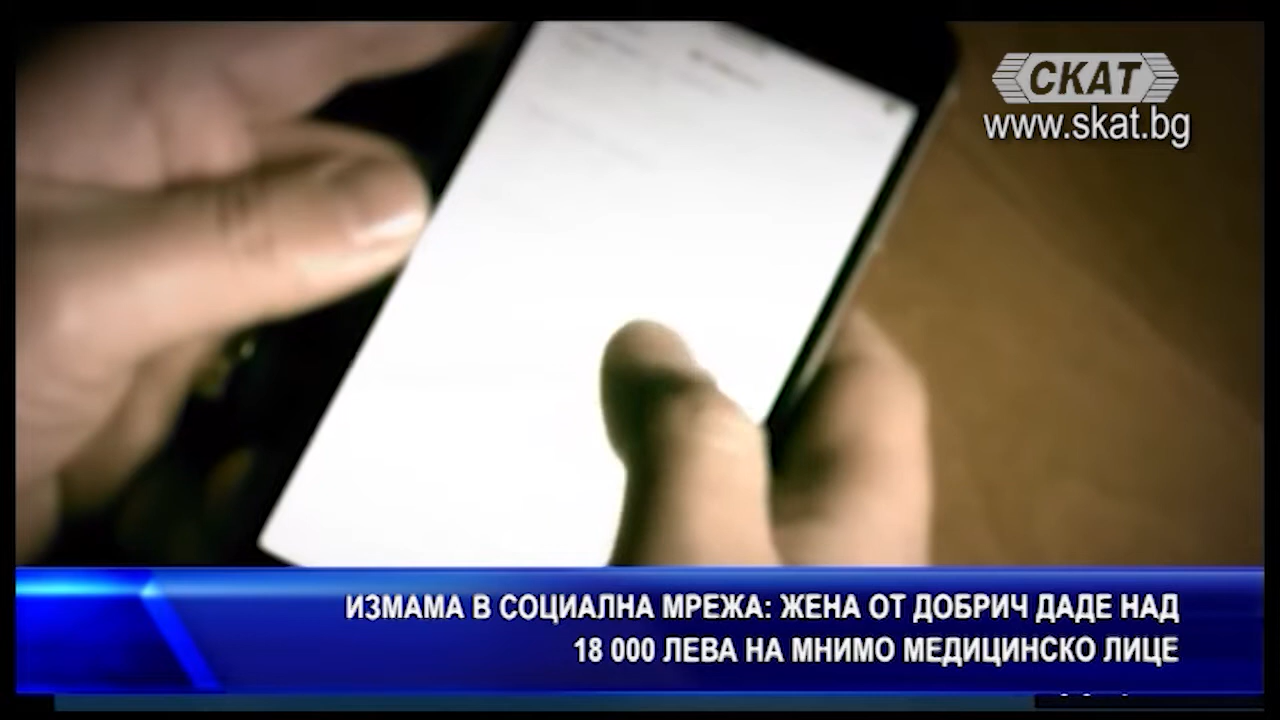 СКАТ
www.skat.bg
ИЗМАМА В СОЦИАЛНА МРЕЖА: ЖЕНА ОТ ДОБРИЧ ДАДЕ НАД
18 000 ЛЕВА НА МНИМО МЕДИЦИНСКО ЛИЦЕ